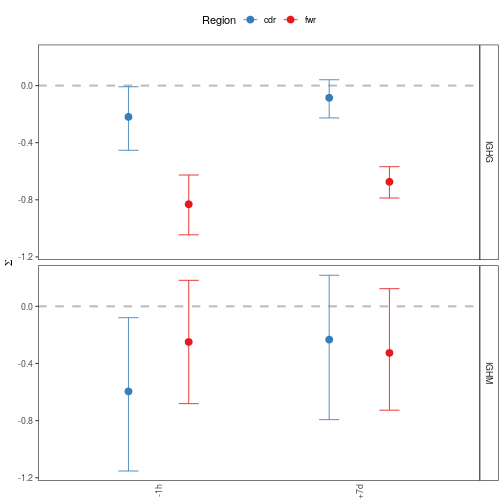 Region cdr fwr
0.0
-0.4
-0.8
-1.2
IGHG
Σ
0.0
-0.4
-0.8
-1.2
IGHM
-1h
+7d